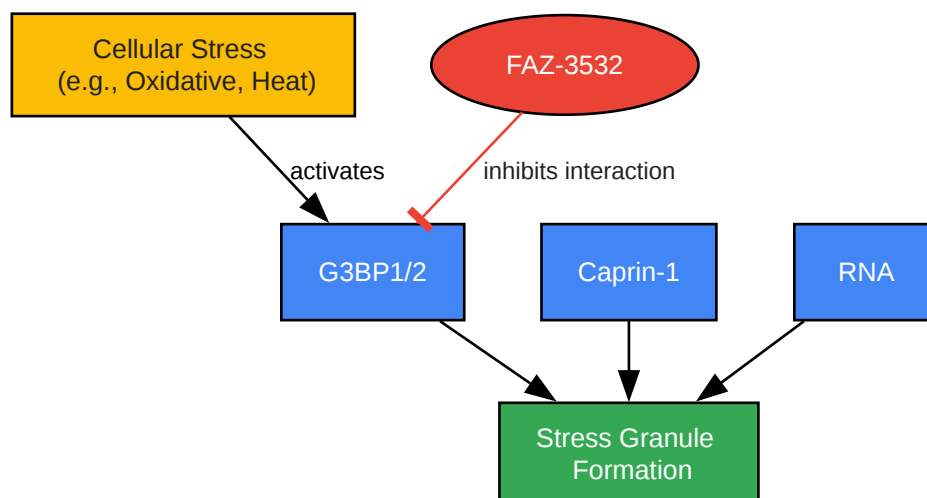 Cellular Stress
(e.g., Oxidative, Heat)
FAZ-3532
activates
inhibits interaction
G3BP1/2
Caprin-1
RNA
Stress Granule
Formation